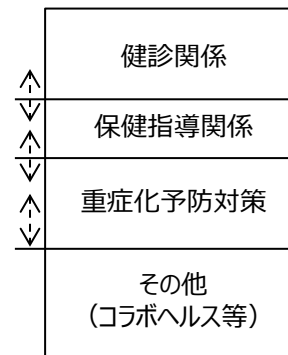 健診関係
保健指導関係
重症化予防対策
その他
（コラボヘルス等）